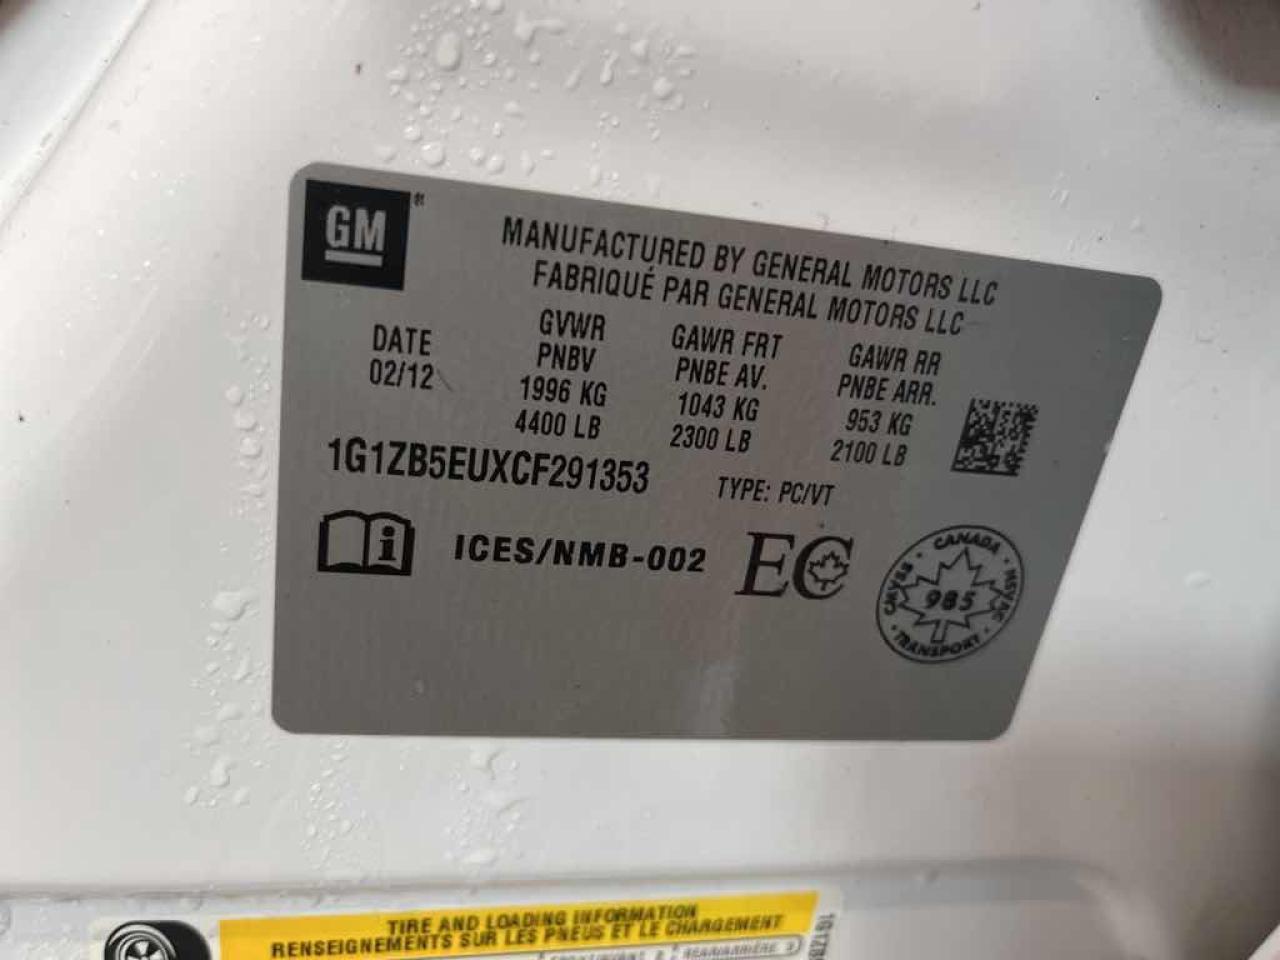 GM®
MANUFACTURED BY GENERAL MOTORS LLC
FABRIQUÉ PAR GENERAL MOTORS LLC
DATE
02/12
GVWR
PNBV
1996 KG
4400 LB
GAWR FRT
PNBE AV.
1043 KG
2300 LB
GAWR RR
PNBE ARR.
953 KG
2100 LB
1G1ZB5EUXCF291353
TYPE: PC/VT
ICES/NMB-002
EC
CANADA
CMVSS
NSVAC
985
TRANSPORT
TIRE AND LOADING INFORMATION
RENSEIGNEMENTS SUR LES PNEUS ET LE CHARGEMENT